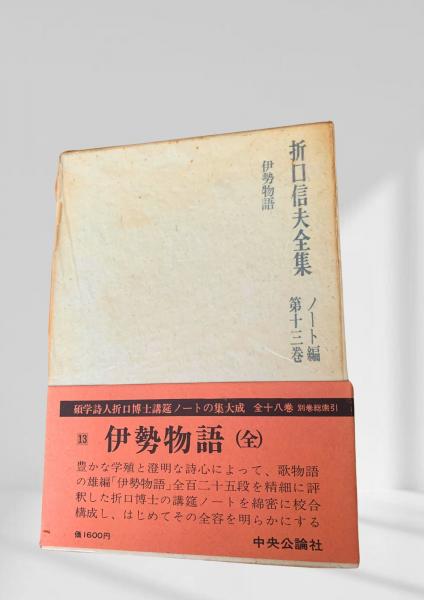 折口信夫全集
ノート編
第十三巻
伊勢物語
碩学詩人折口博士講筵ノートの集大成 全十八巻 別巻総索引
13 伊勢物語(全)
豊かな学殖と澄明な詩心によって、歌物語
の雄編「伊勢物語」全百二十五段を精細に評
釈した折口博士の講筵ノートを綿密に校合
構成し、はじめてその全容を明らかにする
価1600円
中央公論社